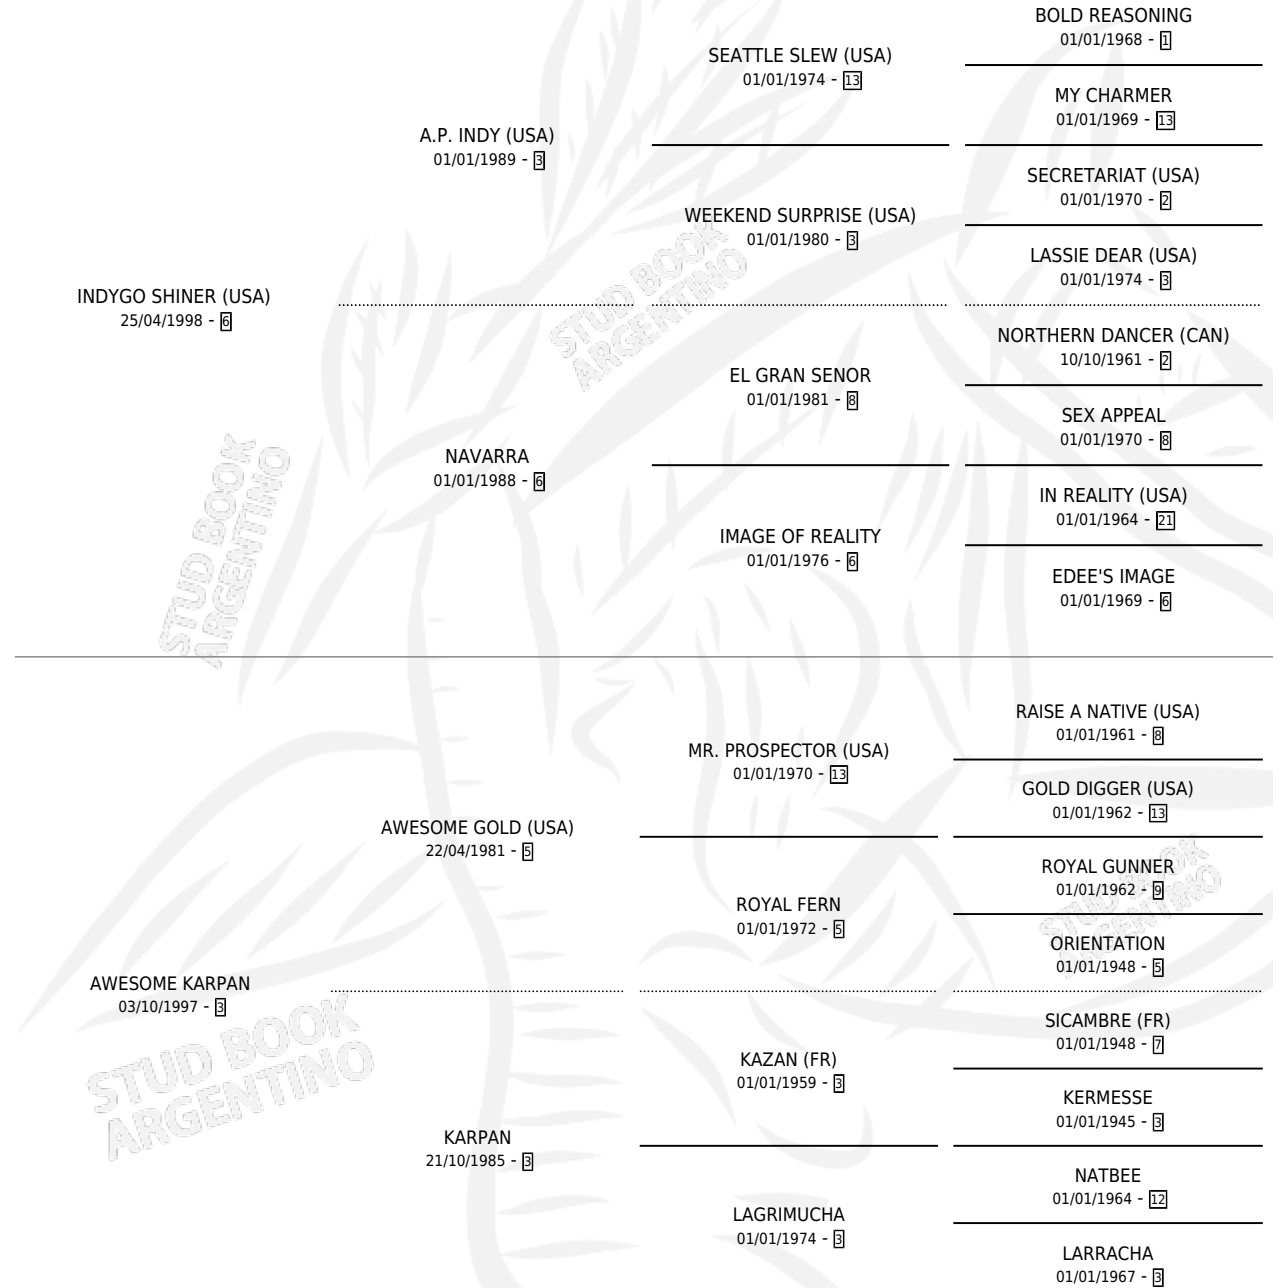 BOLD REASONING
01/01/1968 - 1
SEATTLE SLEW (USA)
01/01/1974 - 13
MY CHARMER
01/01/1969 - 13
A.P. INDY (USA)
01/01/1989 - 3
SECRETARIAT (USA)
01/01/1970 - 2
WEEKEND SURPRISE (USA)
01/01/1980 - 3
LASSIE DEAR (USA)
01/01/1974 - 3
INDYGO SHINER (USA)
25/04/1998 - 6
STUD BOOK
ARGENTINO
NORTHERN DANCER (CAN)
10/10/1961 - 2
EL GRAN SENOR
01/01/1981 - 8
SEX APPEAL
01/01/1970 - 8
NAVARRA
01/01/1988 - 6
STUD BOOK
ARGENTINO
IN REALITY (USA)
01/01/1964 - 21
IMAGE OF REALITY
01/01/1976 - 6
EDEE'S IMAGE
01/01/1969 - 6
RAISE A NATIVE (USA)
01/01/1961 - 8
MR. PROSPECTOR (USA)
01/01/1970 - 13
GOLD DIGGER (USA)
01/01/1962 - 13
AWESOME GOLD (USA)
22/04/1981 - 5
ROYAL GUNNER
01/01/1962 - 9
STUD BOOK
ARGENTINO
ROYAL FERN
01/01/1972 - 5
ORIENTATION
01/01/1948 - 5
AWESOME KARPAN
03/10/1997 - 3
STUD BOOK
ARGENTINO
SICAMBRE (FR)
01/01/1948 - 7
KAZAN (FR)
01/01/1959 - 3
KERMESSE
01/01/1945 - 3
KARPAN
21/10/1985 - 3
NATBEE
01/01/1964 - 12
LAGRIMUCHA
01/01/1974 - 3
LARRACHA
01/01/1967 - 3